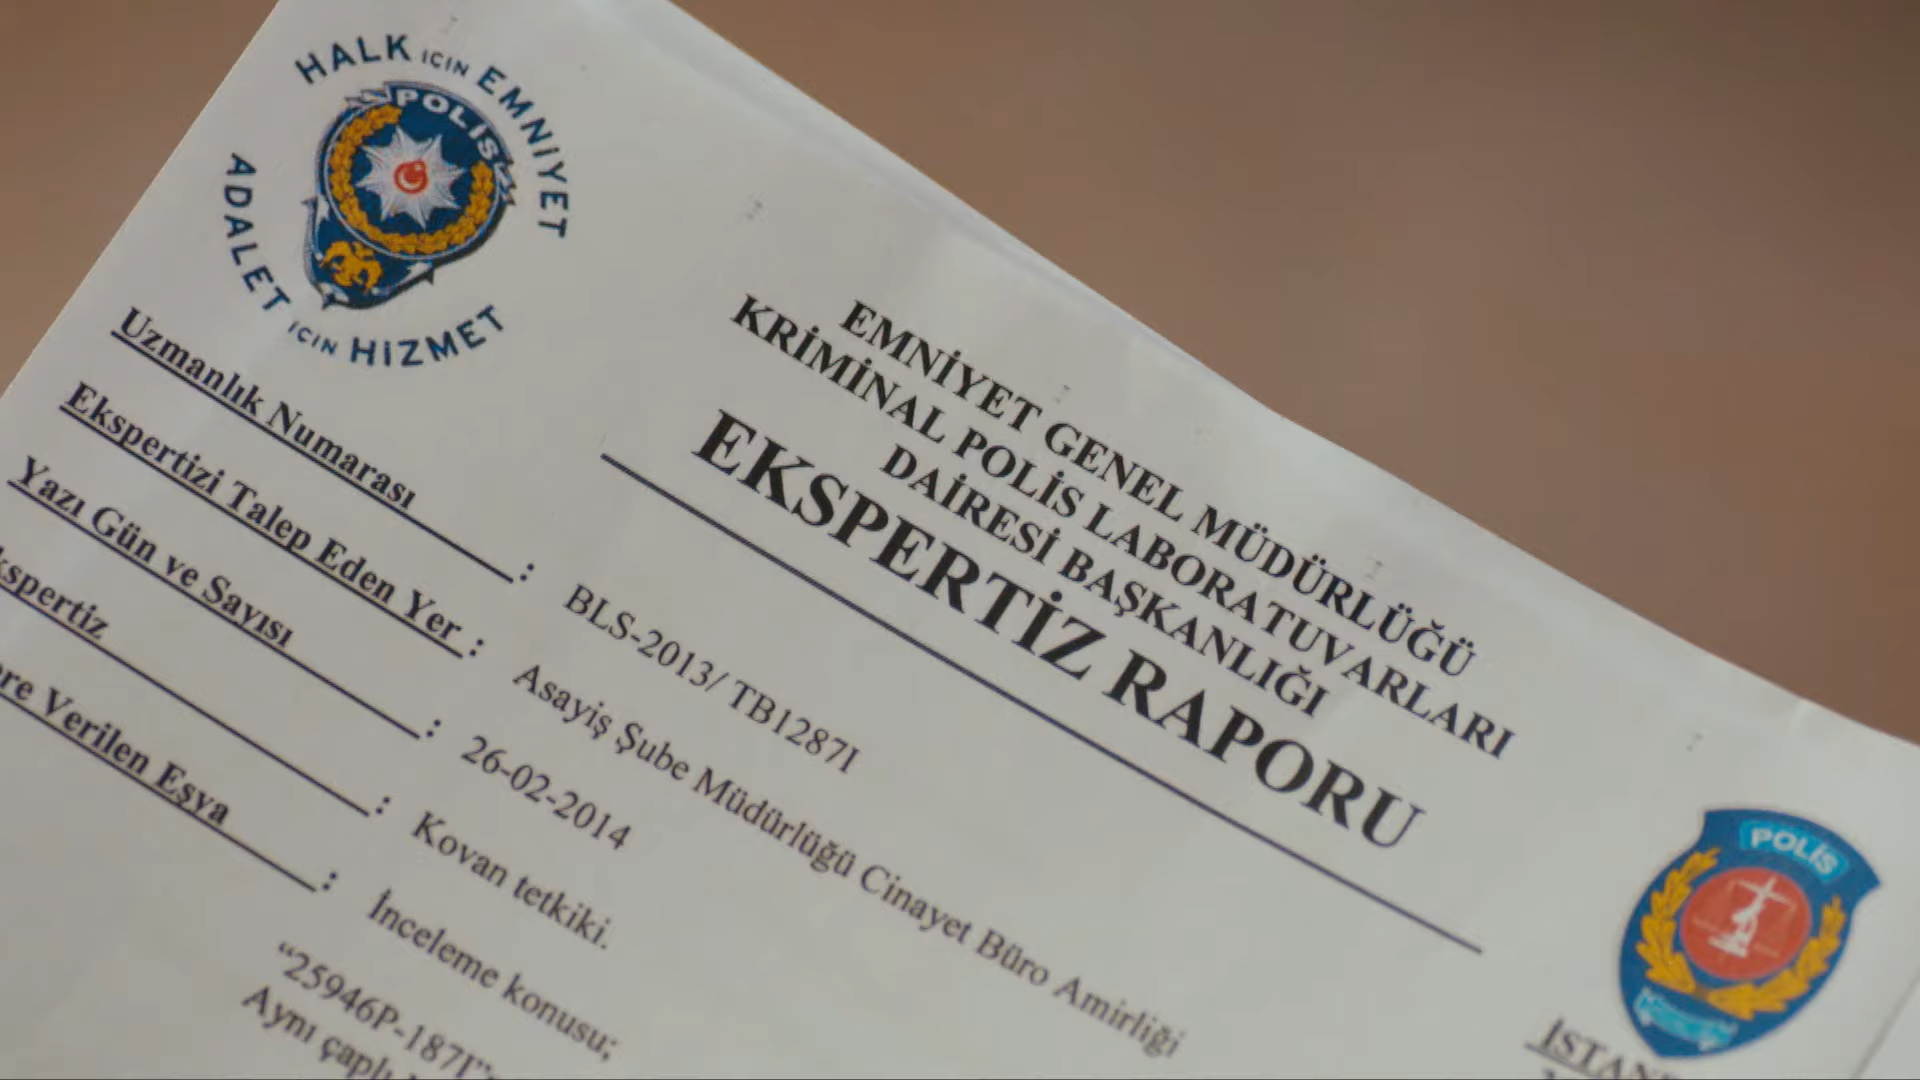 HALK İÇİN EMNİYET
ADALET İÇİN HİZMET
POLİS
EMNİYET GENEL MÜDÜRLÜĞÜ
KRİMİNAL POLİS LABORATUVARLARI
DAİRESİ BAŞKANLIĞI
EKSPERTİZ RAPORU
POLİS
Uzmanlık Numarası : BLS-2013/ TB1287I
Ekspertizi Talep Eden Yer : Asayiş Şube Müdürlüğü Cinayet Büro Amirliği
Yazı Gün ve Sayısı : 26-02-2014
: Kovan tetkiki.
Verilen Eşya : İnceleme konusu;
"25946P-187I"
Aynı çaplı